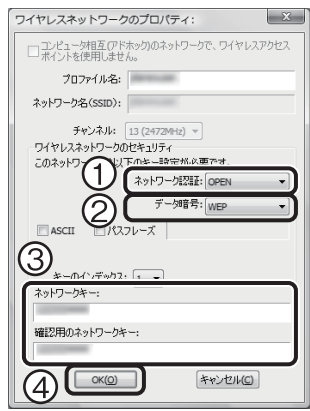 ワイヤレスネットワークのプロパティ:
コンピュータ相互(アドホック)のネットワークで、ワイヤレスアクセス
ポイントを使用しません。
プロファイル名:
ネットワーク名(SSID):
チャンネル: 13 (2472MHz)
ワイヤレスネットワークのセキュリティ
このネットワー 以下のキー設定が必要です。
① ネットワーク認証: OPEN
② データ暗号: WEP
ASCII パスフレーズ
③
キーのインデックス: 1
ネットワークキー:
確認用のネットワークキー:
④ OK(O) キャンセル(C)